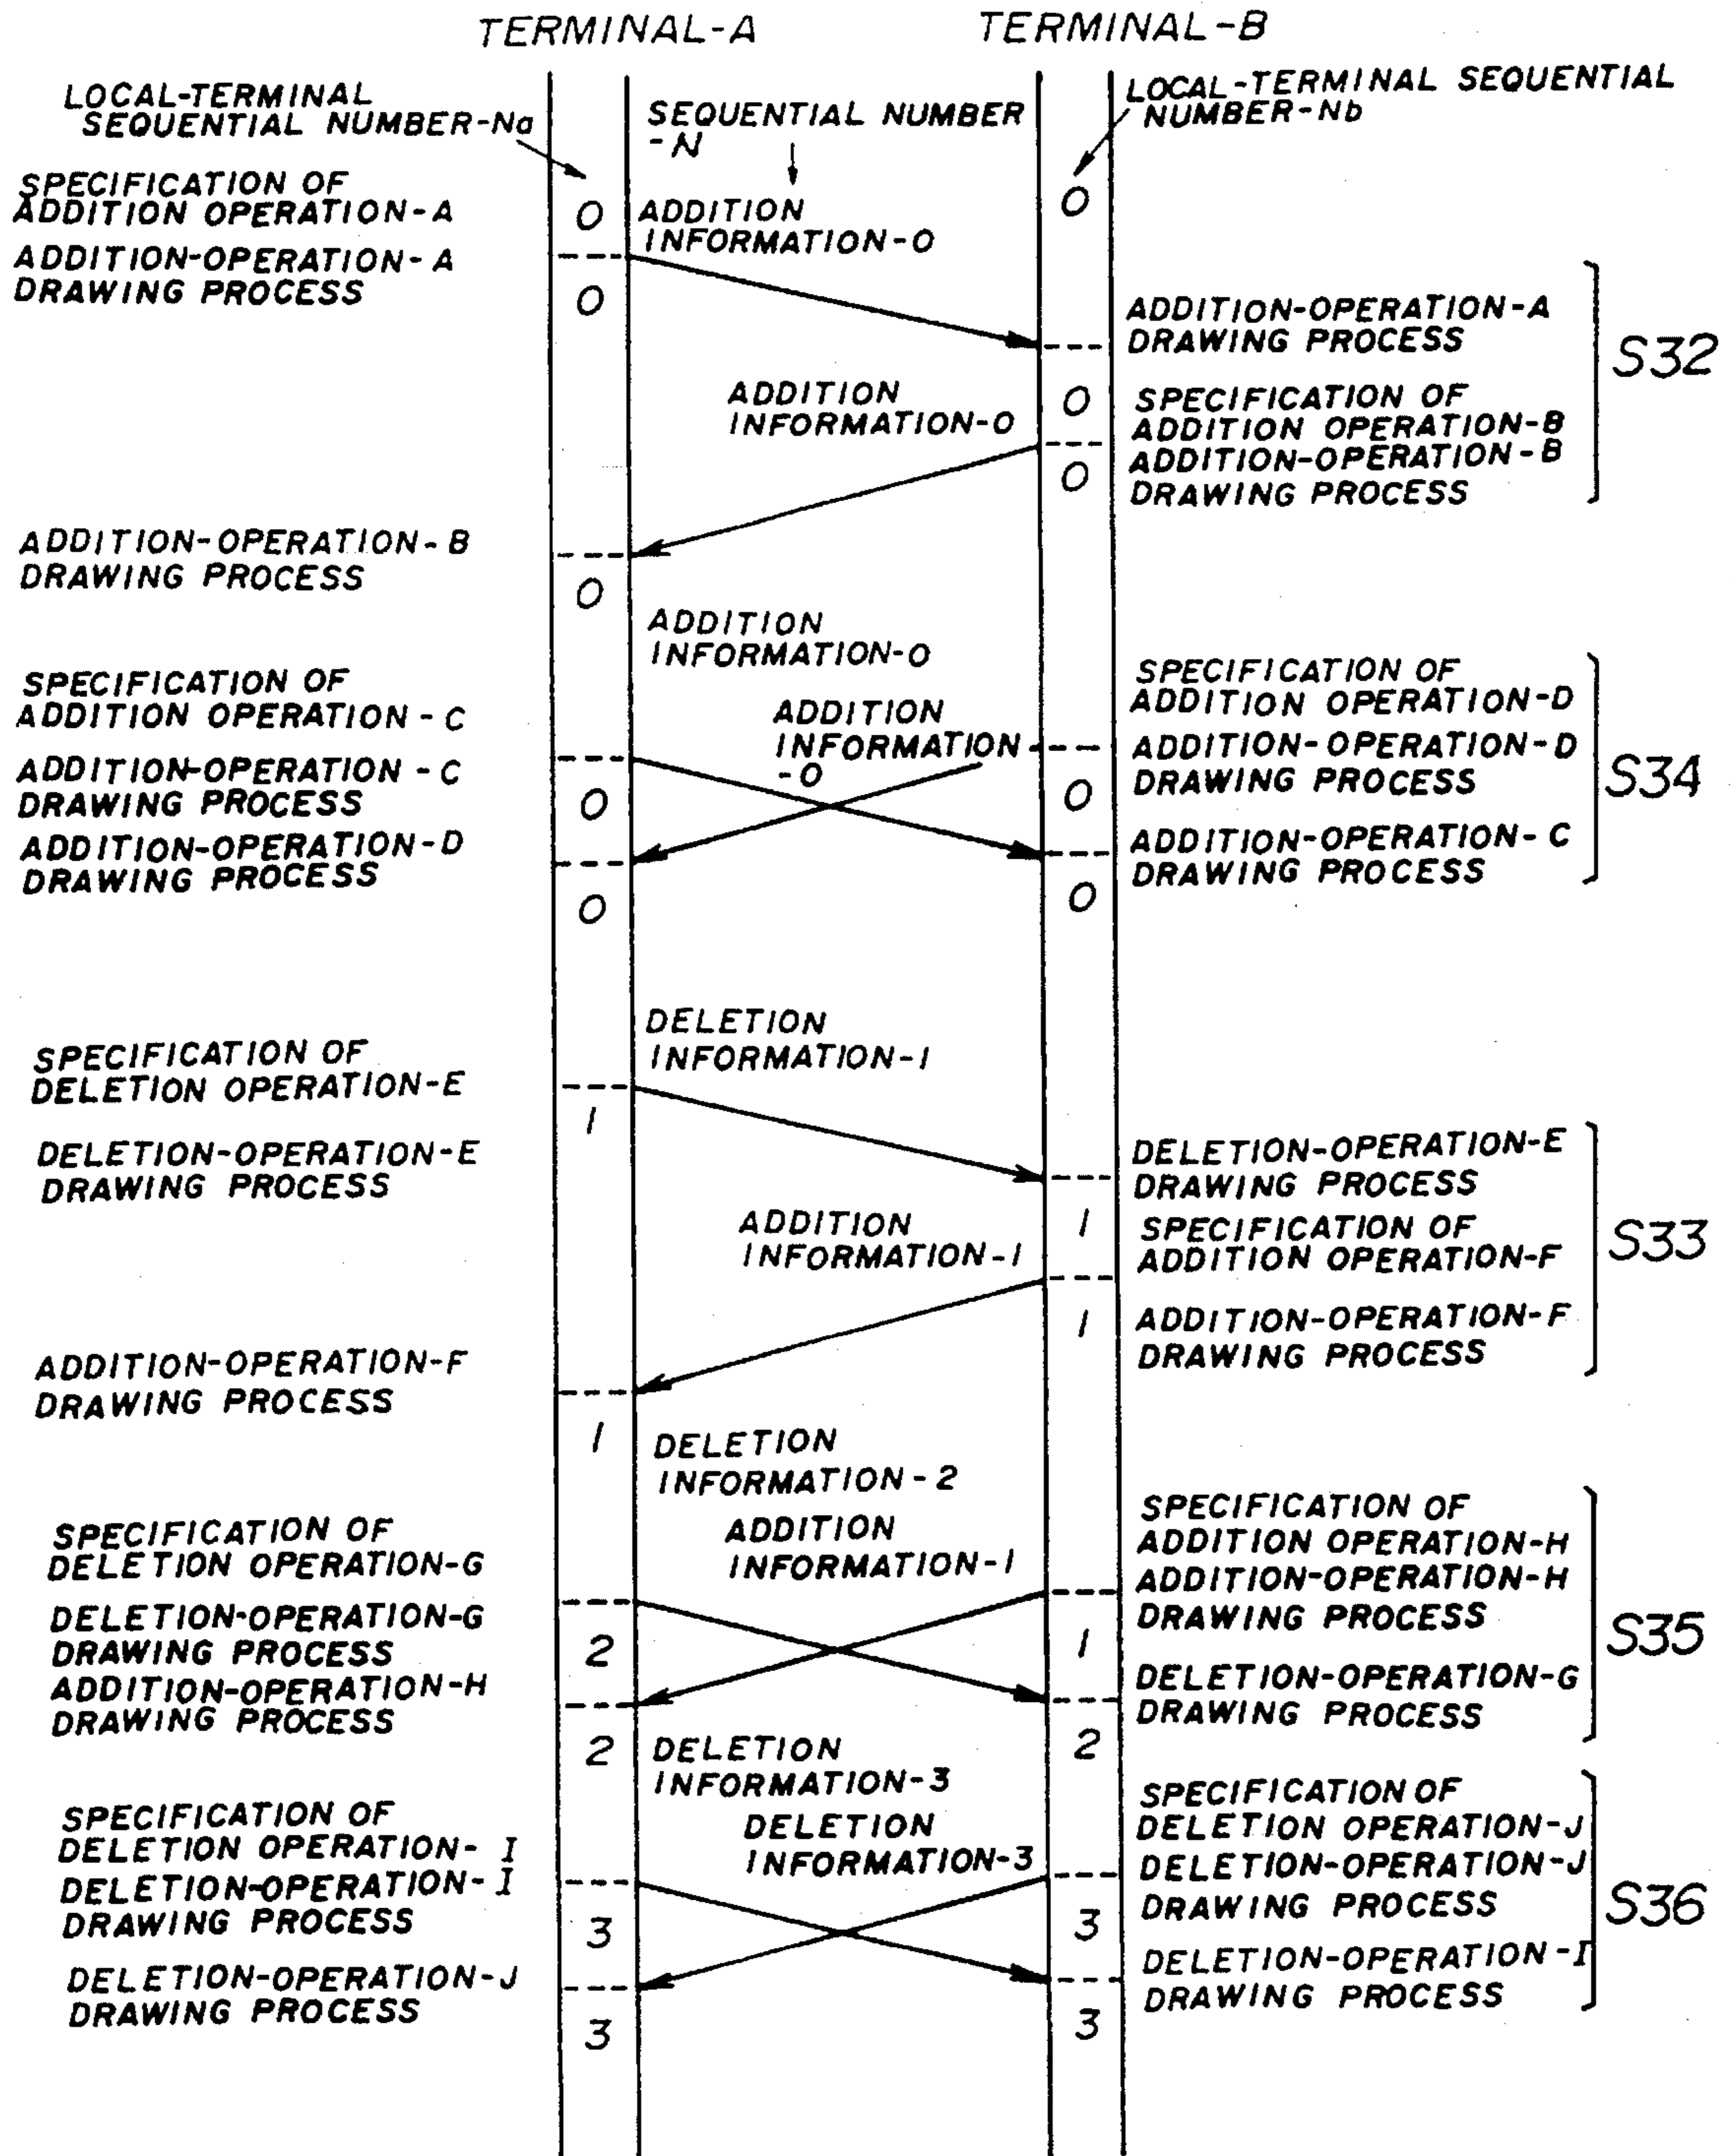 TERMINAL-A
TERMINAL-B
LOCAL-TERMINAL
SEQUENTIAL NUMBER-Na
SEQUENTIAL NUMBER
-N
LOCAL-TERMINAL SEQUENTIAL
NUMBER-Nb
SPECIFICATION OF
ADDITION OPERATION-A
0
ADDITION
INFORMATION-0
0
ADDITION-OPERATION-A
DRAWING PROCESS
0
ADDITION-OPERATION-A
DRAWING PROCESS
S32
ADDITION
INFORMATION-0
0
SPECIFICATION OF
ADDITION OPERATION-B
ADDITION-OPERATION-B
DRAWING PROCESS
0
ADDITION-OPERATION-B
DRAWING PROCESS
0
ADDITION
INFORMATION-0
SPECIFICATION OF
ADDITION OPERATION-C
ADDITION
INFORMATION
-0
SPECIFICATION OF
ADDITION OPERATION-D
ADDITION-OPERATION-D
DRAWING PROCESS
S34
ADDITION-OPERATION-C
DRAWING PROCESS
0
0
ADDITION-OPERATION-D
DRAWING PROCESS
ADDITION-OPERATION-C
DRAWING PROCESS
0
0
DELETION
INFORMATION-1
SPECIFICATION OF
DELETION OPERATION-E
1
DELETION-OPERATION-E
DRAWING PROCESS
DELETION-OPERATION-E
DRAWING PROCESS
ADDITION
INFORMATION-1
1
SPECIFICATION OF
ADDITION OPERATION-F
S33
1
ADDITION-OPERATION-F
DRAWING PROCESS
ADDITION-OPERATION-F
DRAWING PROCESS
1
DELETION
INFORMATION-2
SPECIFICATION OF
DELETION OPERATION-G
ADDITION
INFORMATION-1
SPECIFICATION OF
ADDITION OPERATION-H
ADDITION-OPERATION-H
DRAWING PROCESS
S35
DELETION-OPERATION-G
DRAWING PROCESS
2
1
ADDITION-OPERATION-H
DRAWING PROCESS
DELETION-OPERATION-G
DRAWING PROCESS
2
DELETION
INFORMATION-3
2
SPECIFICATION OF
DELETION OPERATION-I
DELETION
INFORMATION-3
SPECIFICATION OF
DELETION OPERATION-J
DELETION-OPERATION-J
DRAWING PROCESS
S36
DELETION-OPERATION-I
DRAWING PROCESS
3
3
DELETION-OPERATION-J
DRAWING PROCESS
DELETION-OPERATION-I
DRAWING PROCESS
3
3